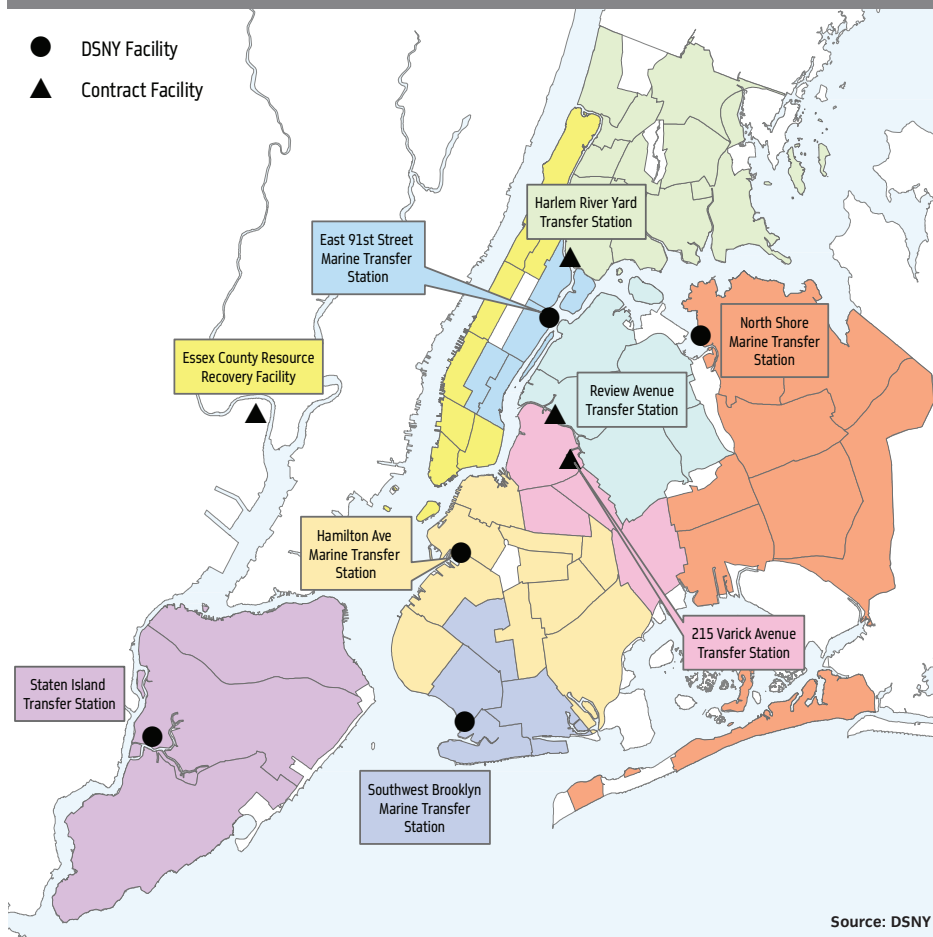 DSNY Facility
Contract Facility
Harlem River Yard
Transfer Station
East 91st Street
Marine Transfer
Station
North Shore
Marine Transfer
Station
Essex County Resource
Recovery Facility
Review Avenue
Transfer Station
Hamilton Ave
Marine Transfer
Station
215 Varick Avenue
Transfer Station
Staten Island
Transfer Station
Southwest Brooklyn
Marine Transfer
Station
Source: DSNY